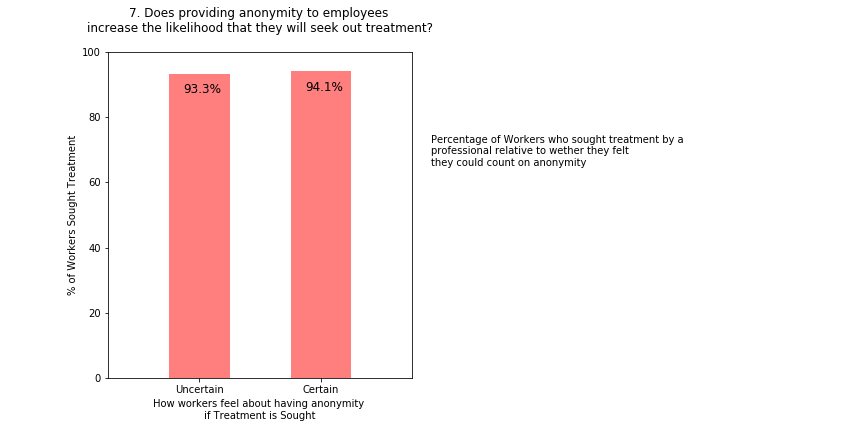 7. Does providing anonymity to employees
increase the likelihood that they will seek out treatment?
100
80
60
40
20
0
% of Workers Sought Treatment
93.3%
94.1%
Uncertain
Certain
How workers feel about having anonymity
if Treatment is Sought
Percentage of Workers who sought treatment by a
professional relative to wether they felt
they could count on anonymity